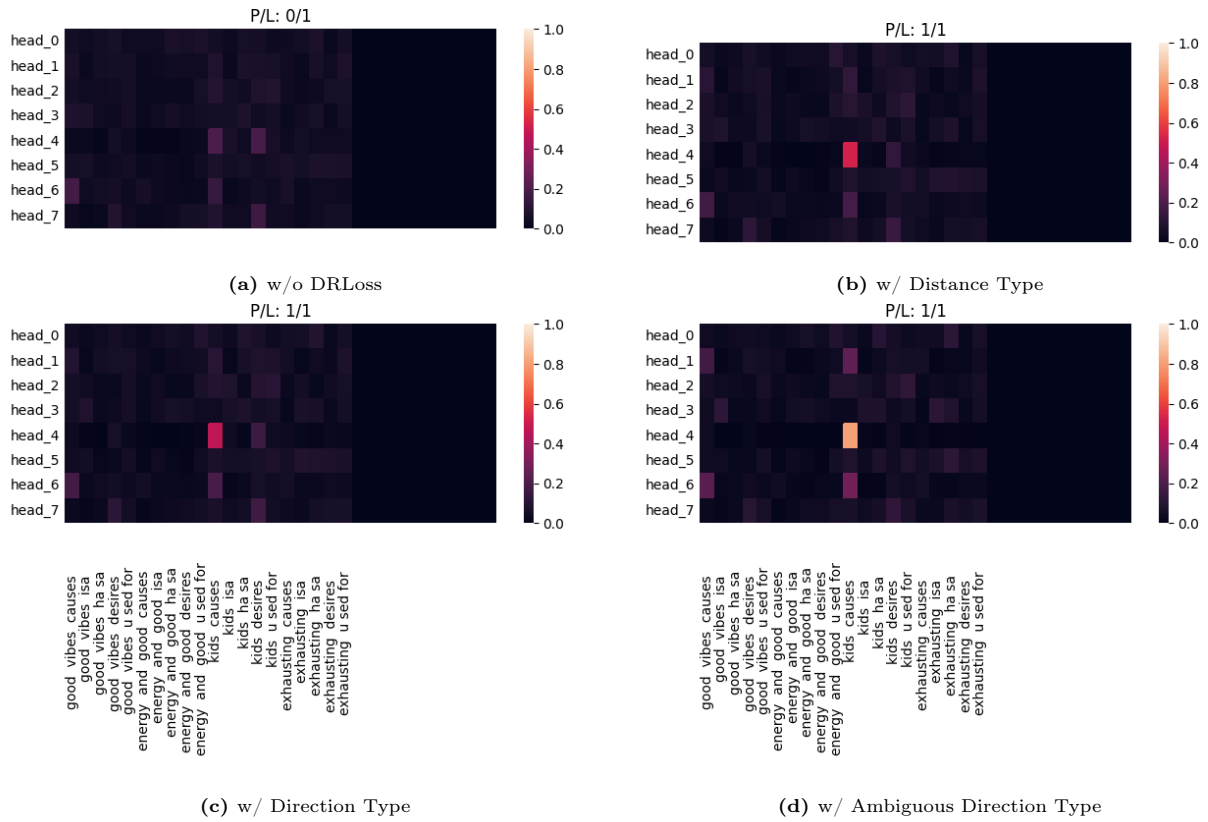 P/L: 0/1
head_0
head_1
head_2
head_3
head_4
head_5
head_6
head_7
1.0
0.8
0.6
0.4
0.2
0.0
(a) w/o DRLoss
P/L: 1/1
head_0
head_1
head_2
head_3
head_4
head_5
head_6
head_7
1.0
0.8
0.6
0.4
0.2
0.0
(b) w/ Distance Type
P/L: 1/1
head_0
head_1
head_2
head_3
head_4
head_5
head_6
head_7
1.0
0.8
0.6
0.4
0.2
0.0
good vibes causes
good vibes isa
good vibes ha sa
good vibes desires
good vibes u sed for
energy and good causes
energy and good isa
energy and good ha sa
energy and good desires
energy and good u sed for
kids causes
kids isa
kids ha sa
kids desires
kids u sed for
exhausting causes
exhausting isa
exhausting ha sa
exhausting desires
exhausting u sed for
(c) w/ Direction Type
P/L: 1/1
head_0
head_1
head_2
head_3
head_4
head_5
head_6
head_7
1.0
0.8
0.6
0.4
0.2
0.0
good vibes causes
good vibes isa
good vibes ha sa
good vibes desires
good vibes u sed for
energy and good causes
energy and good isa
energy and good ha sa
energy and good desires
energy and good u sed for
kids causes
kids isa
kids ha sa
kids desires
kids u sed for
exhausting causes
exhausting isa
exhausting ha sa
exhausting desires
exhausting u sed for
(d) w/ Ambiguous Direction Type